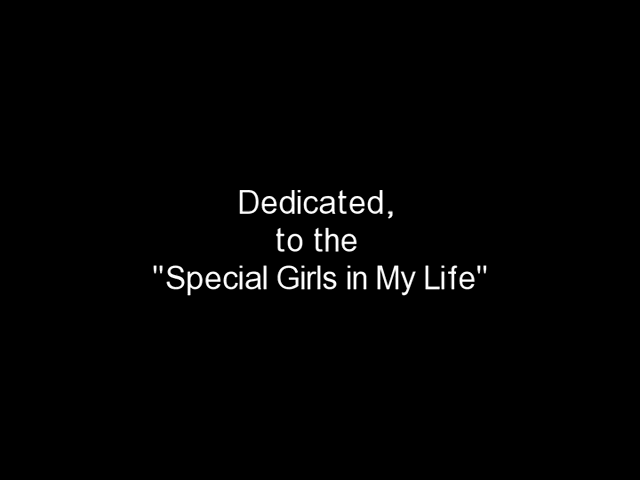 Dedicated,
to the
"Special Girls in My Life"